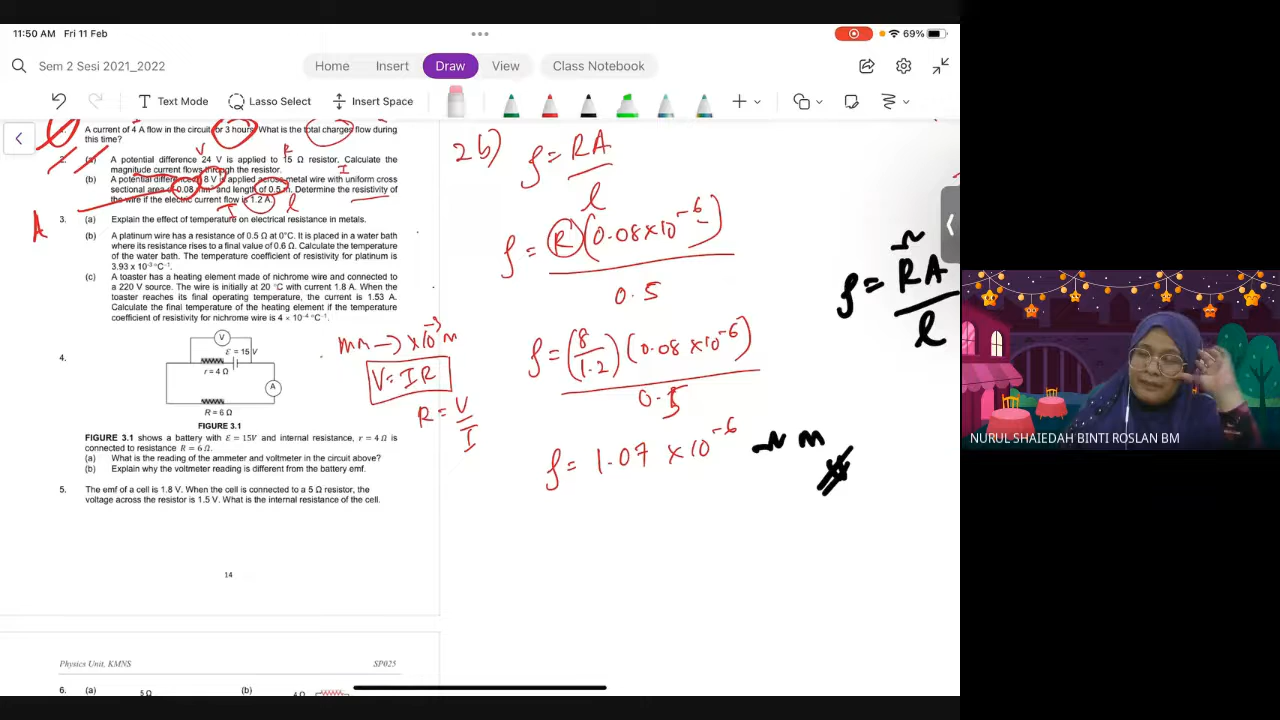 11:50 AM Fri 11 Feb
69%
Sem 2 Sesi 2021_2022
Home Insert Draw View Class Notebook
Text Mode Lasso Select Insert Space
A current of 4 A flow in the circuit for 3 hours. What is the total charges flow during
this time?
2. (a) A potential difference 24 V is applied to 15 Ω resistor. Calculate the
magnitude current flows through the resistor.
(b) A potential difference 8 V is applied across metal wire with uniform cross
sectional area 0.08 mm² and length of 0.5 m. Determine the resistivity of
the wire if the electric current flow is 1.2 A.
V R I
I l
A
3. (a) Explain the effect of temperature on electrical resistance in metals.
(b) A platinum wire has a resistance of 0.5 Ω at 0°C. It is placed in a water bath
where its resistance rises to a final value of 0.6 Ω. Calculate the temperature
of the water bath. The temperature coefficient of resistivity for platinum is
3.93 x 10⁻³ °C⁻¹.
(c) A toaster has a heating element made of nichrome wire and connected to
a 220 V source. The wire is initially at 20 °C with current 1.8 A. When the
toaster reaches its final operating temperature, the current is 1.53 A.
Calculate the final temperature of the heating element if the temperature
coefficient of resistivity for nichrome wire is 4 × 10⁻⁴ °C⁻¹.
4.
V
ℰ = 15 V
r = 4 Ω
A
R = 6 Ω
FIGURE 3.1
FIGURE 3.1 shows a battery with ℰ = 15V and internal resistance, r = 4 Ω is
connected to resistance R = 6 Ω.
(a) What is the reading of the ammeter and voltmeter in the circuit above?
(b) Explain why the voltmeter reading is different from the battery emf.
5. The emf of a cell is 1.8 V. When the cell is connected to a 5 Ω resistor, the
voltage across the resistor is 1.5 V. What is the internal resistance of the cell.
14
Physics Unit, KMNS SP025
6. (a) 5 Ω (b) 4 Ω
2b) ρ = RA
l
ρ = R (0.08 × 10⁻⁶)
0.5
mm → × 10⁻³ m
V = IR
R = V
I
ρ = (8/1.2) (0.08 × 10⁻⁶)
0.5
ρ = 1.07 × 10⁻⁶ Ω m
Ω
ρ = RA
l
NURUL SHAIEDAH BINTI ROSLAN BM